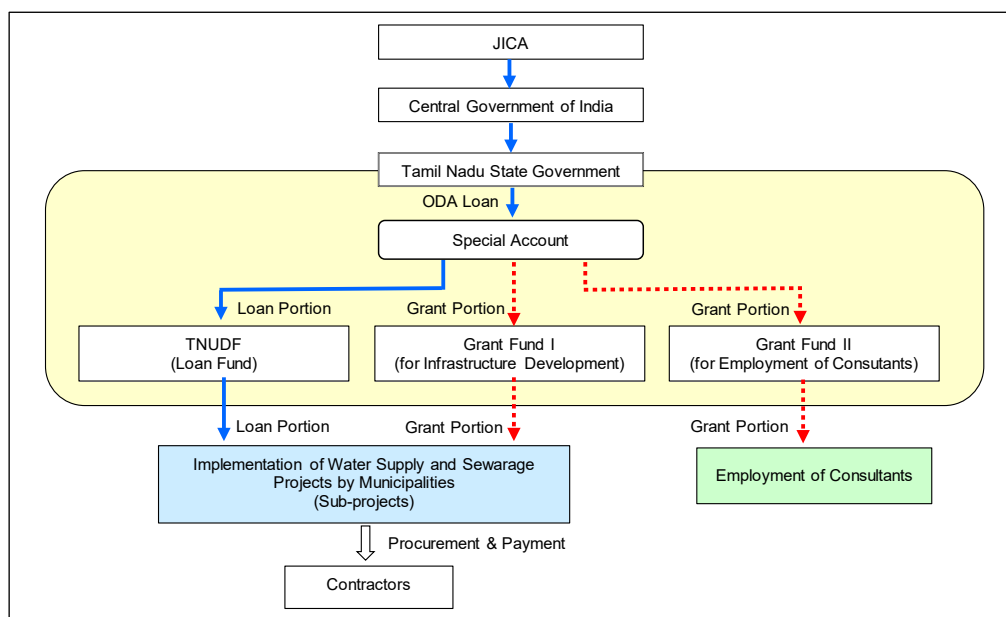 JICA
Central Government of India
Tamil Nadu State Government
ODA Loan
Special Account
Loan Portion
Grant Portion
Grant Portion
TNUDF
(Loan Fund)
Grant Fund I
(for Infrastructure Development)
Grant Fund II
(for Employment of Consutants)
Loan Portion
Grant Portion
Grant Portion
Implementation of Water Supply and Sewarage
Projects by Municipalities
(Sub-projects)
Employment of Consultants
Procurement & Payment
Contractors